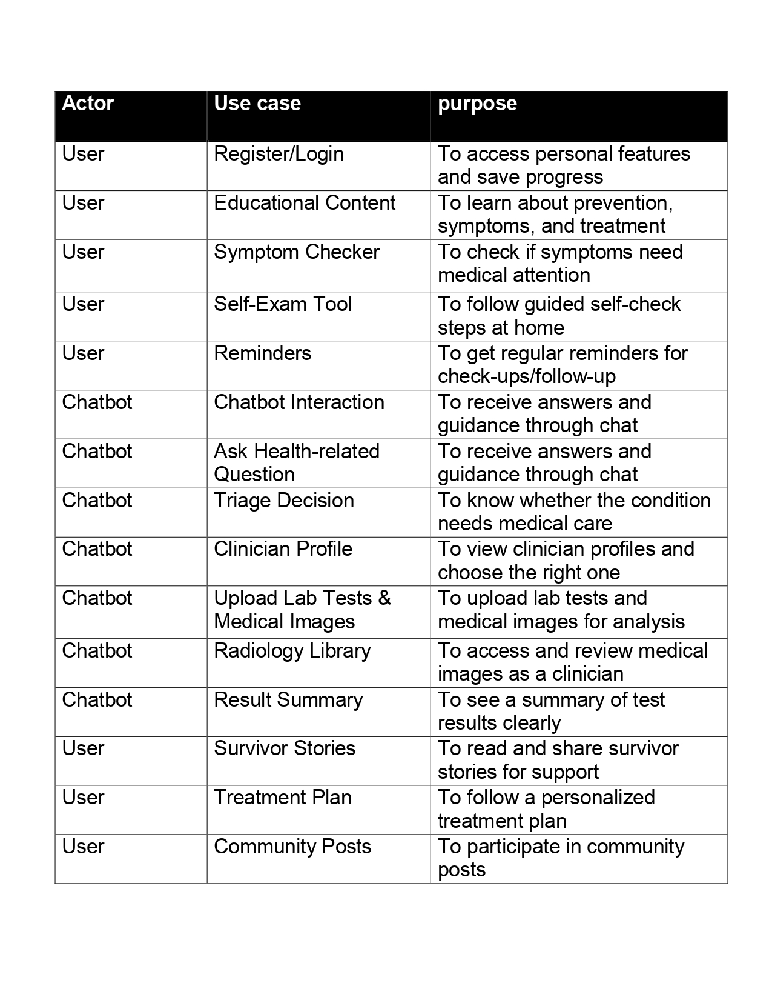 Actor Use case purpose
User Register/Login To access personal features
and save progress
User Educational Content To learn about prevention,
symptoms, and treatment
User Symptom Checker To check if symptoms need
medical attention
User Self-Exam Tool To follow guided self-check
steps at home
User Reminders To get regular reminders for
check-ups/follow-up
Chatbot Chatbot Interaction To receive answers and
guidance through chat
Chatbot Ask Health-related To receive answers and
Question guidance through chat
Chatbot Triage Decision To know whether the condition
needs medical care
Chatbot Clinician Profile To view clinician profiles and
choose the right one
Chatbot Upload Lab Tests & To upload lab tests and
Medical Images medical images for analysis
Chatbot Radiology Library To access and review medical
images as a clinician
Chatbot Result Summary To see a summary of test
results clearly
User Survivor Stories To read and share survivor
stories for support
User Treatment Plan To follow a personalized
treatment plan
User Community Posts To participate in community
posts